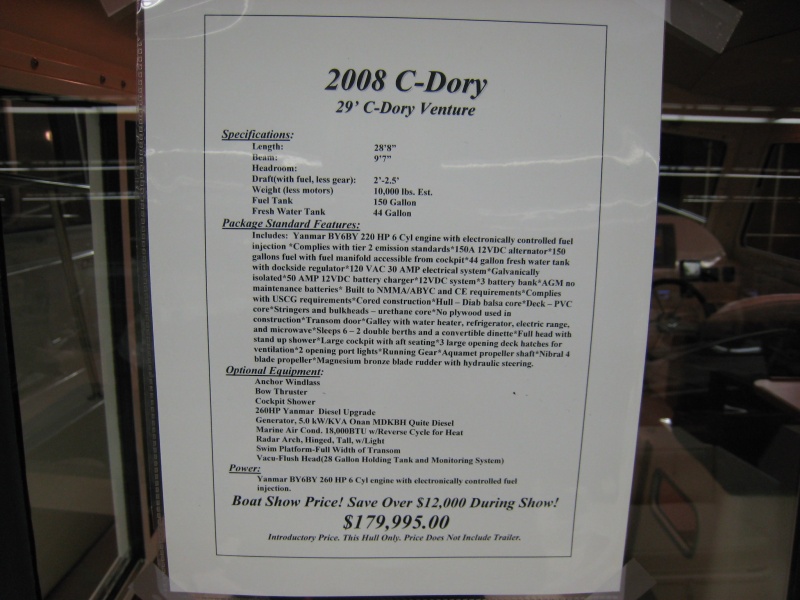 2008 C-Dory
29' C-Dory Venture
Specifications:
Length: 28'8"
Beam: 9'7"
Headroom:
Draft(with fuel, less gear): 2'-2.5'
Weight (less motors) 10,000 lbs. Est.
Fuel Tank 150 Gallon
Fresh Water Tank 44 Gallon
Package Standard Features:
Includes: Yanmar BY6BY 220 HP 6 Cyl engine with electronically controlled fuel
injection *Complies with tier 2 emission standards*150A 12VDC alternator*150
gallons fuel with fuel manifold accessible from cockpit*44 gallon fresh water tank
with dockside regulator*120 VAC 30 AMP electrical system*Galvanically
isolated*50 AMP 12VDC battery charger*12VDC system*3 battery bank*AGM no
maintenance batteries* Built to NMMA/ABYC and CE requirements*Complies
with USCG requirements*Cored construction*Hull – Diab balsa core*Deck – PVC
core*Stringers and bulkheads – urethane core*No plywood used in
construction*Transom door*Galley with water heater, refrigerator, electric range,
and microwave*Sleeps 6 – 2 double berths and a convertible dinette*Full head with
stand up shower*Large cockpit with aft seating*3 large opening deck hatches for
ventilation*2 opening port lights*Running Gear*Aquamet propeller shaft*Nibral 4
blade propeller*Magnesium bronze blade rudder with hydraulic steering.
Optional Equipment:
Anchor Windlass
Bow Thruster
Cockpit Shower
260HP Yanmar Diesel Upgrade
Generator, 5.0 kW/KVA Onan MDKBH Quite Diesel
Marine Air Cond. 18,000BTU w/Reverse Cycle for Heat
Radar Arch, Hinged, Tall, w/Light
Swim Platform-Full Width of Transom
Vacu-Flush Head(28 Gallon Holding Tank and Monitoring System)
Power:
Yanmar BY6BY 260 HP 6 Cyl engine with electronically controlled fuel
injection.
Boat Show Price! Save Over $12,000 During Show!
$179,995.00
Introductory Price. This Hull Only. Price Does Not Include Trailer.